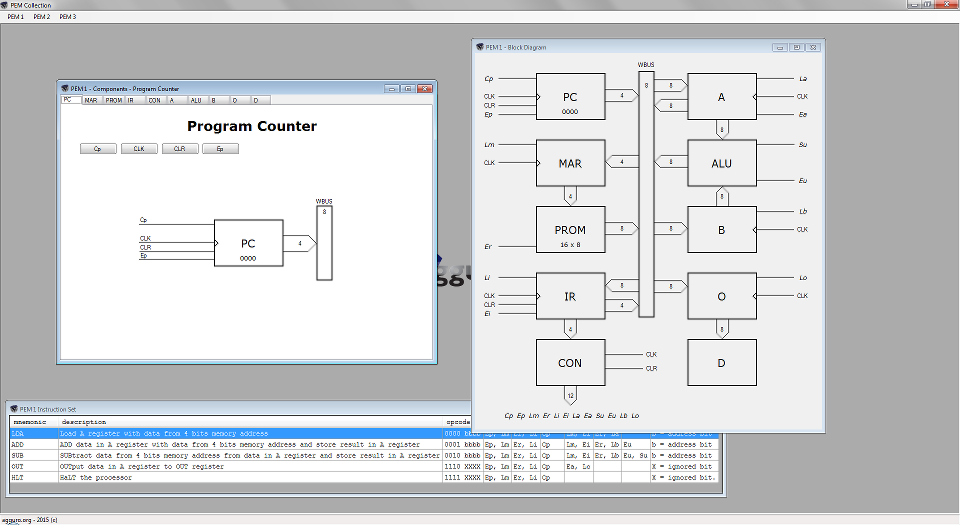 PEM Collection
PEM 1 PEM 2 PEM 3
PEM 1 - Components - Program Counter
PC MAR PROM IR CON A ALU B O D
Program Counter
Cp CLK CLR Ep
WBUS
8
Cp
CLK
CLR
Ep
PC
0000
4
PEM 1 - Block Diagram
WBUS
Cp
CLK
CLR
Ep
PC
0000
4
8
8
8
A
La
CLK
Ea
8
Lm
CLK
MAR
4
8
ALU
Su
Eu
4
8
Er
PROM
16 x 8
8
B
Lb
CLK
Li
CLK
CLR
Ei
IR
8
4
8
O
Lo
CLK
4
8
CON
CLK
CLR
D
12
Cp Ep Lm Er Li Ei La Ea Su Eu Lb Lo
PEM 1 Instruction Set
mnemonic description opcode
LDA Load A register with data from 4 bits memory address 0000 bbbb Ep, Lm Er, Li Cp Lm, Ei Er, La b = address bit
ADD ADD data in A register with data from 4 bits memory address and store result in A register 0001 bbbb Ep, Lm Er, Li Cp Lm, Ei Er, Lb Eu b = address bit
SUB SUBtract data from 4 bits memory address from data in A register and store result in A register 0010 bbbb Ep, Lm Er, Li Cp Lm, Ei Er, Lb Eu, Su b = address bit
OUT OUTput data in A register to OUT register 1110 XXXX Ep, Lm Er, Li Cp Ea, Lo X = ignored bit.
HLT HaLT the processor 1111 XXXX Ep, Lm Er, Li Cp X = ignored bit.
agguro.org - 2015 (c)